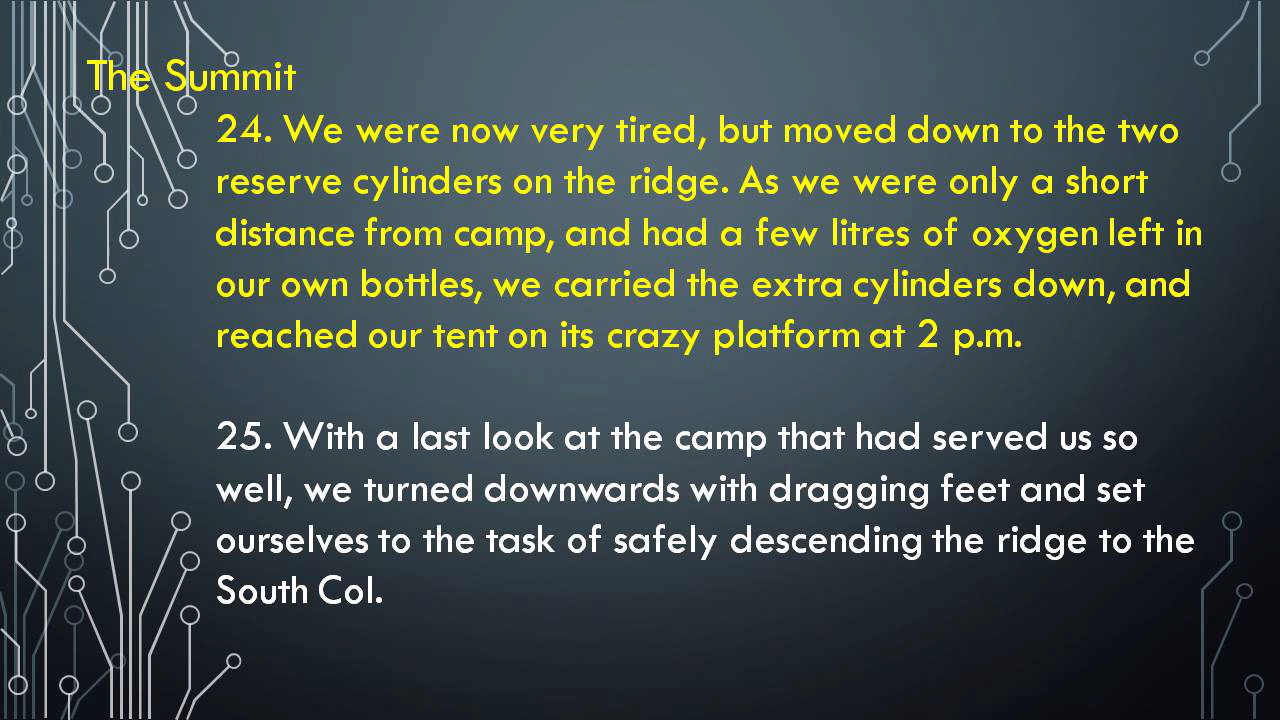 The Summit
24. We were now very tired, but moved down to the two
reserve cylinders on the ridge. As we were only a short
distance from camp, and had a few litres of oxygen left in
our own bottles, we carried the extra cylinders down, and
reached our tent on its crazy platform at 2 p.m.
25. With a last look at the camp that had served us so
well, we turned downwards with dragging feet and set
ourselves to the task of safely descending the ridge to the
South Col.